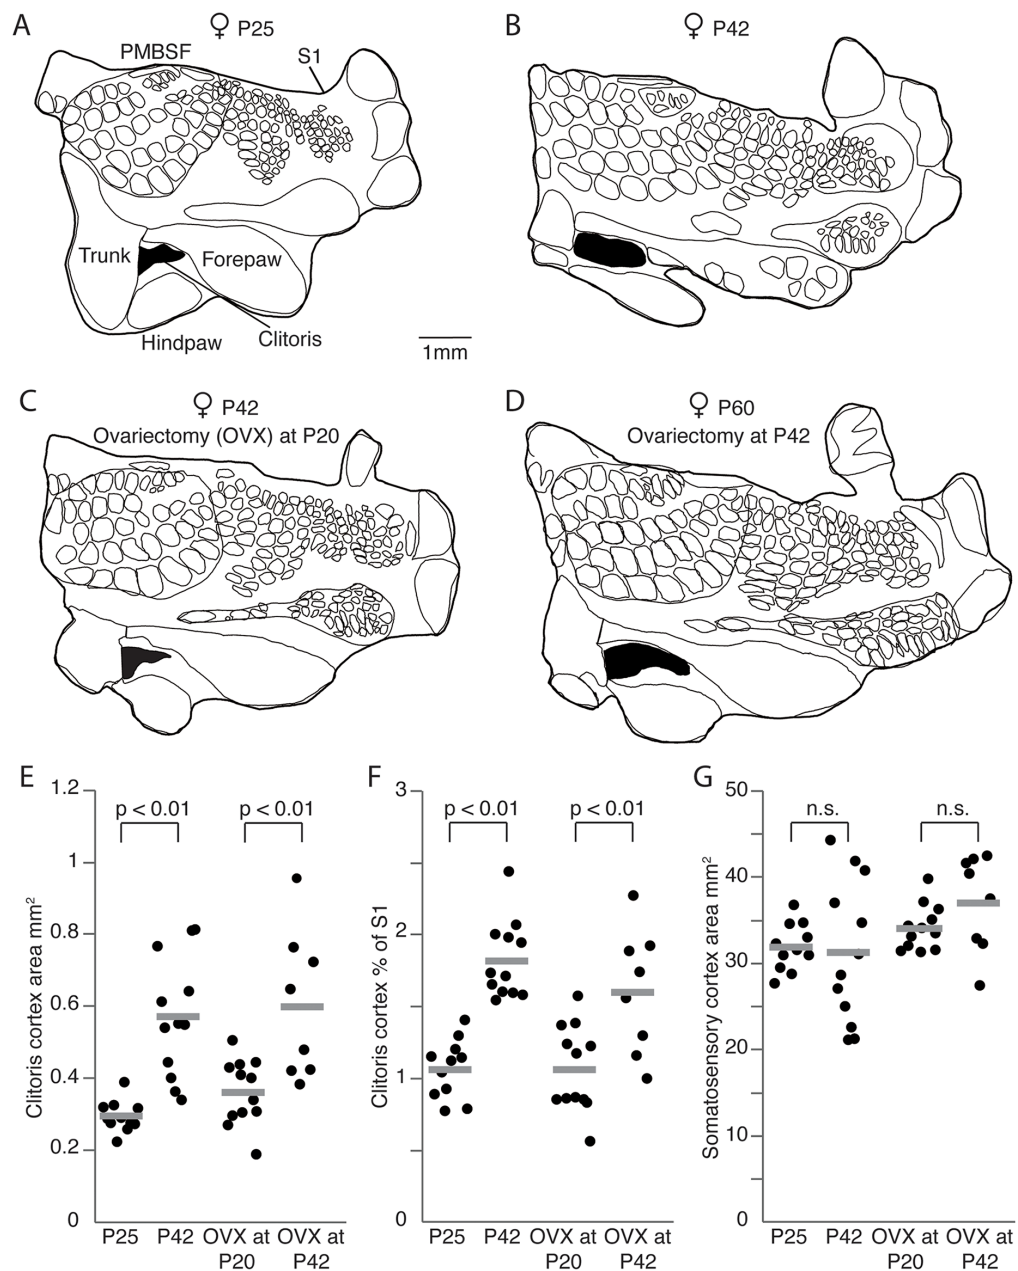 A
♀ P25
PMBSF
S1
Trunk
Forepaw
Hindpaw
Clitoris
1mm
B
♀ P42
C
♀ P42
Ovariectomy (OVX) at P20
D
♀ P60
Ovariectomy at P42
E
Clitoris cortex area mm²
1.2
1
0.8
0.6
0.4
0.2
0
p < 0.01
p < 0.01
P25
P42
OVX at
P20
OVX at
P42
F
Clitoris cortex % of S1
3
2
1
0
p < 0.01
p < 0.01
P25
P42
OVX at
P20
OVX at
P42
G
Somatosensory cortex area mm²
50
40
30
20
10
0
n.s.
n.s.
P25
P42
OVX at
P20
OVX at
P42